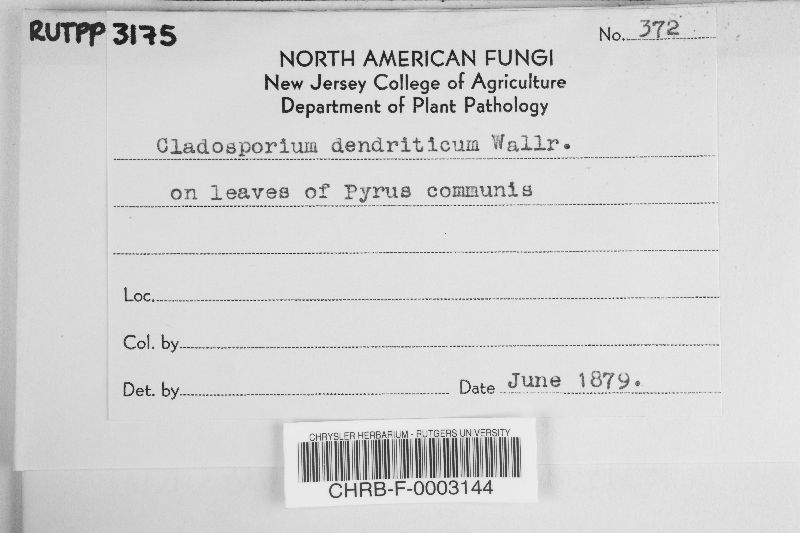 RUTPP 3175
No. 372
NORTH AMERICAN FUNGI
New Jersey College of Agriculture
Department of Plant Pathology
Cladosporium dendriticum Wallr.
on leaves of Pyrus communis
Loc.
Col. by
Det. by Date June 1879.
CHRYSLER HERBARIUM - RUTGERS UNIVERSITY
CHRB-F-0003144